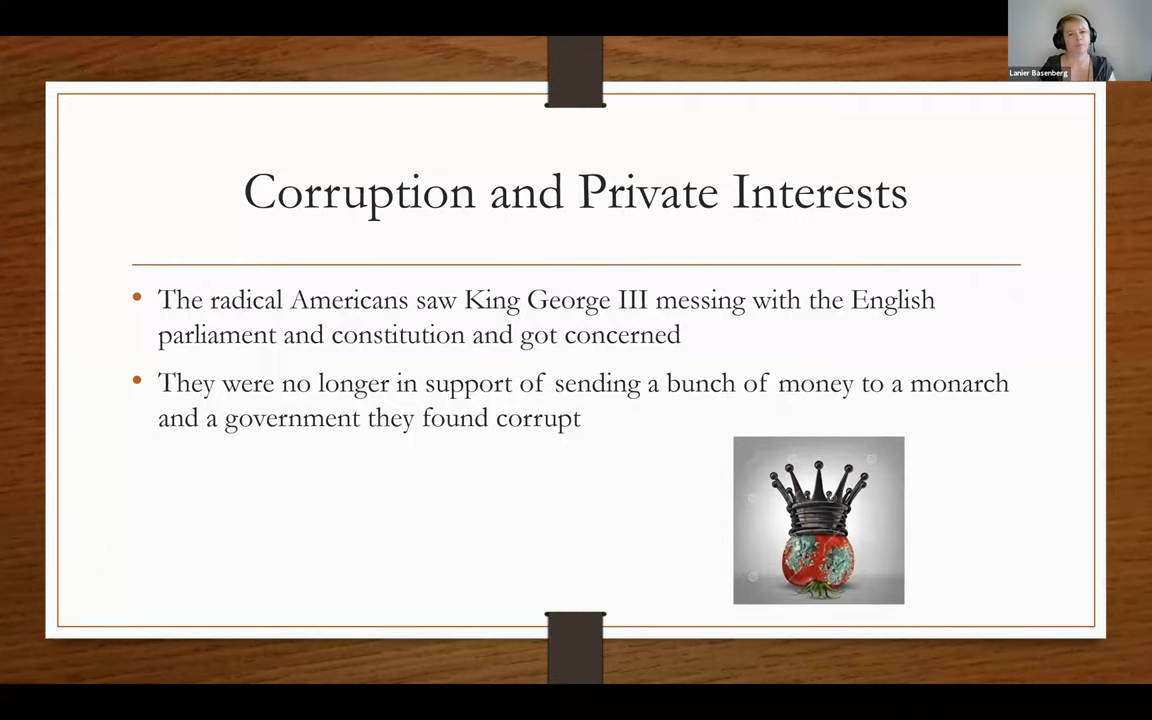 Lanier Basenberg
Corruption and Private Interests
• The radical Americans saw King George III messing with the English
parliament and constitution and got concerned
• They were no longer in support of sending a bunch of money to a monarch
and a government they found corrupt